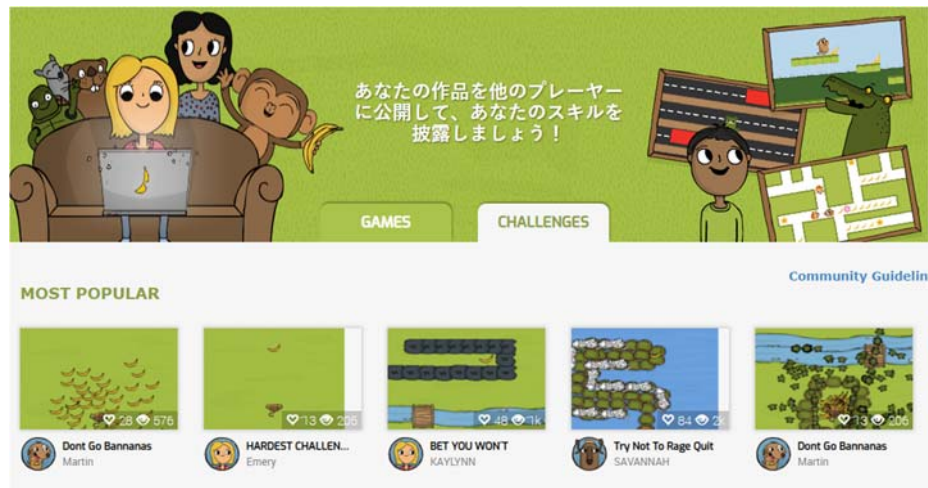 あなたの作品を他のプレーヤー
に公開して、あなたのスキルを
披露しましょう！
GAMES
CHALLENGES
Community Guidelin
MOST POPULAR
28 576
13 205
48 1k
84 2k
13 206
Dont Go Bannanas
Martin
HARDEST CHALLEN...
Emery
BET YOU WON'T
KAYLYNN
Try Not To Rage Quit
SAVANNAH
Dont Go Bannanas
Martin